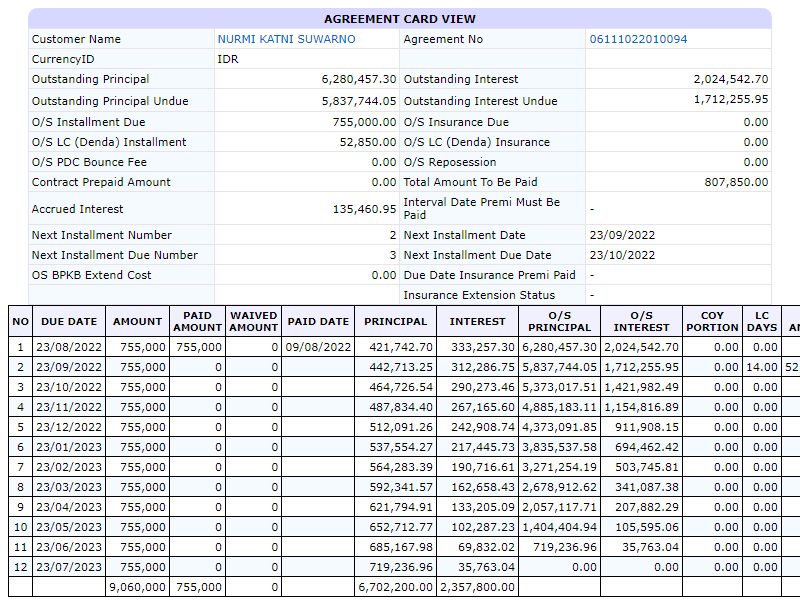 AGREEMENT CARD VIEW
Customer Name NURMI KATNI SUWARNO Agreement No 06111022010094
CurrencyID IDR
Outstanding Principal 6,280,457.30 Outstanding Interest 2,024,542.70
Outstanding Principal Undue 5,837,744.05 Outstanding Interest Undue 1,712,255.95
O/S Installment Due 755,000.00 O/S Insurance Due 0.00
O/S LC (Denda) Installment 52,850.00 O/S LC (Denda) Insurance 0.00
O/S PDC Bounce Fee 0.00 O/S Reposession 0.00
Contract Prepaid Amount 0.00 Total Amount To Be Paid 807,850.00
Accrued Interest 135,460.95 Interval Date Premi Must Be Paid -
Next Installment Number 2 Next Installment Date 23/09/2022
Next Installment Due Number 3 Next Installment Due Date 23/10/2022
OS BPKB Extend Cost 0.00 Due Date Insurance Premi Paid -
Insurance Extension Status -
NO DUE DATE AMOUNT PAID AMOUNT WAIVED AMOUNT PAID DATE PRINCIPAL INTEREST O/S PRINCIPAL O/S INTEREST COY PORTION LC DAYS
1 23/08/2022 755,000 755,000 0 09/08/2022 421,742.70 333,257.30 6,280,457.30 2,024,542.70 0.00 0.00
2 23/09/2022 755,000 0 0 442,713.25 312,286.75 5,837,744.05 1,712,255.95 0.00 14.00 52
3 23/10/2022 755,000 0 0 464,726.54 290,273.46 5,373,017.51 1,421,982.49 0.00 0.00
4 23/11/2022 755,000 0 0 487,834.40 267,165.60 4,885,183.11 1,154,816.89 0.00 0.00
5 23/12/2022 755,000 0 0 512,091.26 242,908.74 4,373,091.85 911,908.15 0.00 0.00
6 23/01/2023 755,000 0 0 537,554.27 217,445.73 3,835,537.58 694,462.42 0.00 0.00
7 23/02/2023 755,000 0 0 564,283.39 190,716.61 3,271,254.19 503,745.81 0.00 0.00
8 23/03/2023 755,000 0 0 592,341.57 162,658.43 2,678,912.62 341,087.38 0.00 0.00
9 23/04/2023 755,000 0 0 621,794.91 133,205.09 2,057,117.71 207,882.29 0.00 0.00
10 23/05/2023 755,000 0 0 652,712.77 102,287.23 1,404,404.94 105,595.06 0.00 0.00
11 23/06/2023 755,000 0 0 685,167.98 69,832.02 719,236.96 35,763.04 0.00 0.00
12 23/07/2023 755,000 0 0 719,236.96 35,763.04 0.00 0.00 0.00 0.00
9,060,000 755,000 0 6,702,200.00 2,357,800.00